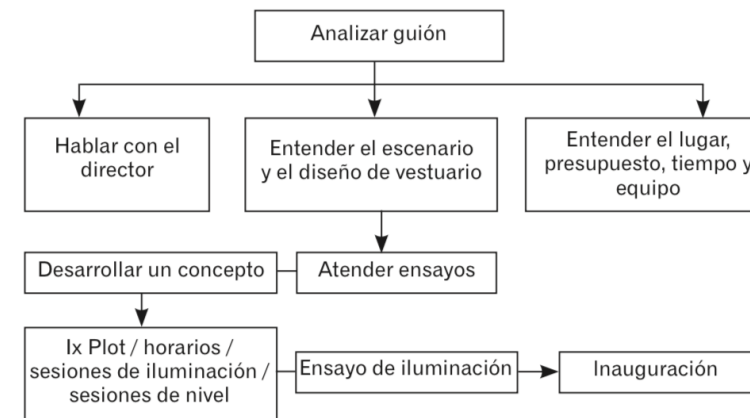 Analizar guión
Hablar con el
director
Entender el escenario
y el diseño de vestuario
Entender el lugar,
presupuesto, tiempo y
equipo
Desarrollar un concepto
Atender ensayos
Ix Plot / horarios /
sesiones de iluminación /
sesiones de nivel
Ensayo de iluminación
Inauguración